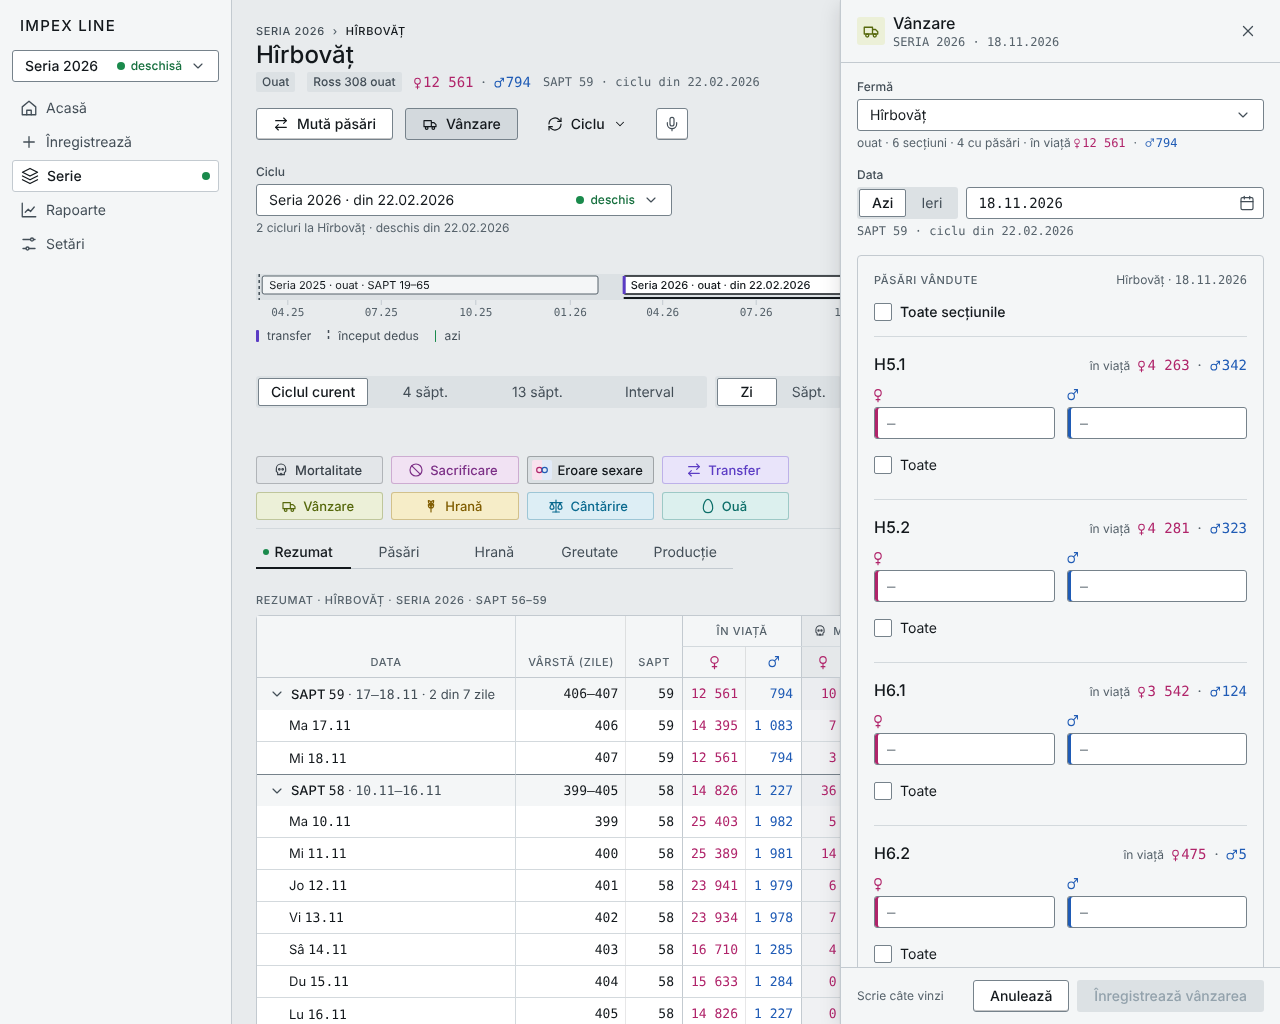 IMPEX LINE
Seria 2026 deschisă
Acasă
Înregistrează
Serie
Rapoarte
Setări
SERIA 2026 › HÎRBOVĂȚ
Hîrbovăț
Ouat Ross 308 ouat ♀12 561 · ♂794 SAPT 59 · ciclu din 22.02.2026
Mută păsări Vânzare Ciclu
Ciclu
Seria 2026 · din 22.02.2026 deschis
2 cicluri la Hîrbovăț · deschis din 22.02.2026
Seria 2025 · ouat · SAPT 19–65 Seria 2026 · ouat · din 22.02.2026
04.25 07.25 10.25 01.26 04.26 07.26 1
transfer început dedus azi
Ciclul curent 4 săpt. 13 săpt. Interval Zi Săpt.
Mortalitate Sacrificare Eroare sexare Transfer
Vânzare Hrană Cântărire Ouă
Rezumat Păsări Hrană Greutate Producție
REZUMAT · HÎRBOVĂȚ · SERIA 2026 · SAPT 56–59
ÎN VIAȚĂ M
DATA VÂRSTĂ (ZILE) SAPT ♀ ♂ ♀
SAPT 59 · 17–18.11 · 2 din 7 zile 406–407 59 12 561 794 10
Ma 17.11 406 59 14 395 1 083 7
Mi 18.11 407 59 12 561 794 3
SAPT 58 · 10.11–16.11 399–405 58 14 826 1 227 36
Ma 10.11 399 58 25 403 1 982 5
Mi 11.11 400 58 25 389 1 981 14
Jo 12.11 401 58 23 941 1 979 6
Vi 13.11 402 58 23 934 1 978 7
Sâ 14.11 403 58 16 710 1 285 4
Du 15.11 404 58 15 633 1 284 0
Lu 16.11 405 58 14 826 1 227 0
Vânzare
SERIA 2026 · 18.11.2026
Fermă
Hîrbovăț
ouat · 6 secțiuni · 4 cu păsări · în viață ♀12 561 · ♂794
Data
Azi Ieri 18.11.2026
SAPT 59 · ciclu din 22.02.2026
PĂSĂRI VÂNDUTE Hîrbovăț · 18.11.2026
Toate secțiunile
H5.1 în viață ♀4 263 · ♂342
♀ ♂
– –
Toate
H5.2 în viață ♀4 281 · ♂323
♀ ♂
– –
Toate
H6.1 în viață ♀3 542 · ♂124
♀ ♂
– –
Toate
H6.2 în viață ♀475 · ♂5
♀ ♂
– –
Toate
Scrie câte vinzi Anulează Înregistrează vânzarea